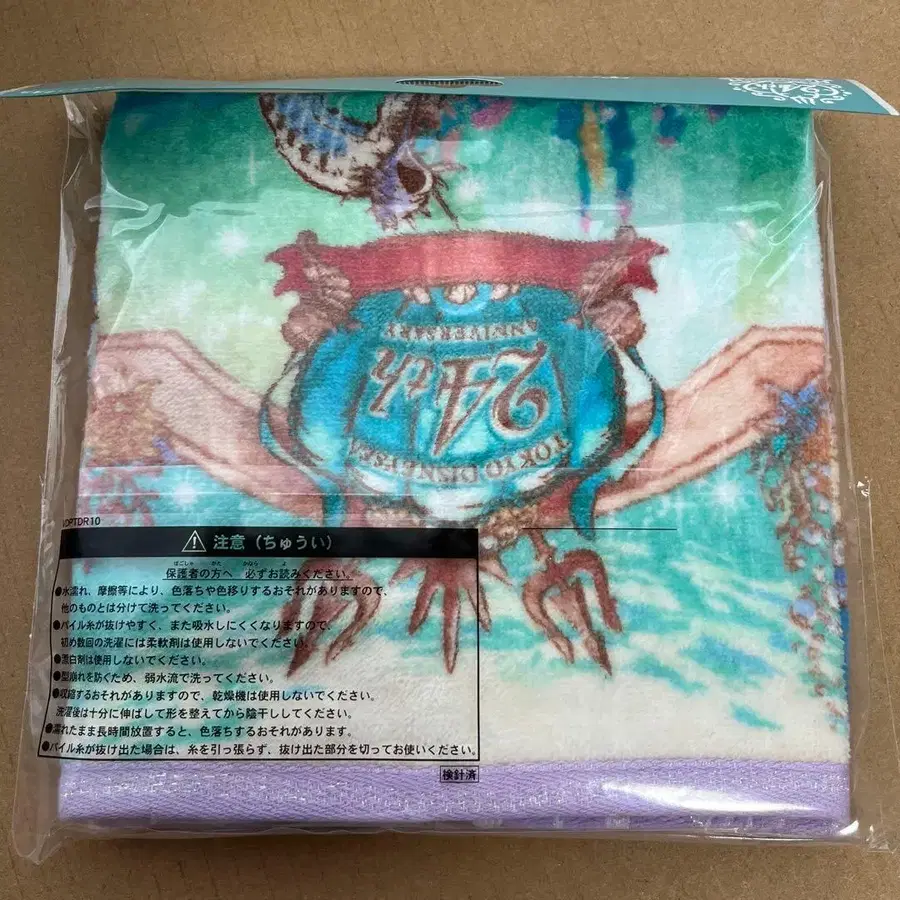 ANNIVERSARY
24th
TOKYO DISNEYSEA
注意（ちゅうい）
保護者の方へ 必ずお読みください。
●水濡れ、摩擦等により、色落ちや色移りするおそれがありますので、
他のものとは分けて洗ってください。
●パイル糸が抜けやすく、また吸水しにくくなりますので、
初め数回の洗濯には柔軟剤は使用しないでください。
●漂白剤は使用しないでください。
●型崩れを防ぐため、弱水流で洗ってください。
●収縮するおそれがありますので、乾燥機は使用しないでください。
洗濯後は十分に伸ばして形を整えてから陰干ししてください。
●濡れたまま長時間放置すると、色落ちするおそれがあります。
●パイル糸が抜け出た場合は、糸を引っ張らず、抜け出た部分を切ってお使いください。
検針済